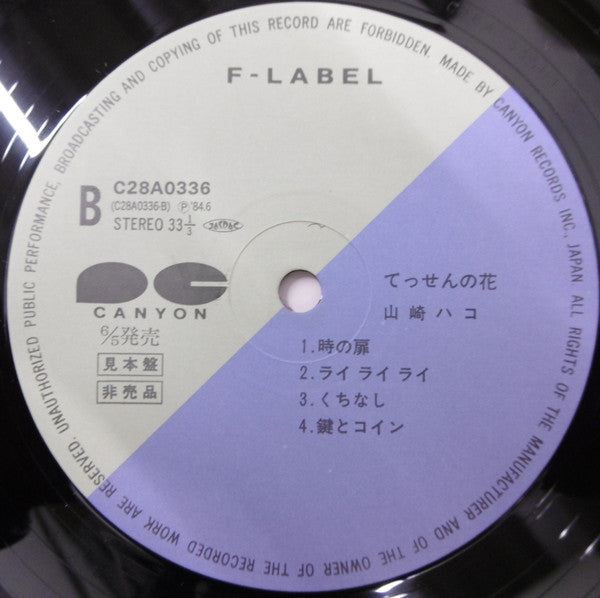 UNAUTHORIZED PUBLIC PERFORMANCE, BROADCASTING AND COPYING OF THIS RECORD ARE FORBIDDEN. MADE BY CANYON RECORDS INC., JAPAN ALL RIGHTS OF THE MANUFACTURER AND OF THE OWNER OF THE RECORDED WORK ARE RESERVED.
F-LABEL
B
C28A0336
(C28A0336-B) Ⓟ'84.6
STEREO 33⅓
JASRAC
CANYON
6/5発売
見本盤
非売品
てっせんの花
山崎ハコ
1.時の扉
2.ライ ライ ライ
3.くちなし
4.鍵とコイン